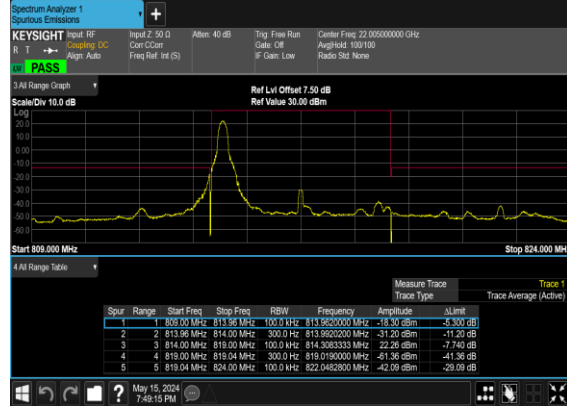 Spectrum Analyzer 1
Spurious Emissions
+
KEYSIGHT Input: RF Input Z: 50 Ω Atten: 40 dB Trig: Free Run Center Freq: 22.005000000 GHz
R T Coupling: DC Corr CCorr Gate: Off Avg|Hold: 100/100
Align: Auto Freq Ref: Int (S) IF Gain: Low Radio Std: None
LW PASS
3 All Range Graph
Ref Lvl Offset 7.50 dB
Scale/Div 10.0 dB Ref Value 30.00 dBm
Log
20.0
10.0
0.00
-10.0
-20.0
-30.0
-40.0
-50.0
-60.0
Start 809.000 MHz Stop 824.000 MH
4 All Range Table
Measure Trace Trace 1
Trace Type Trace Average (Active)
Spur Range Start Freq Stop Freq RBW Frequency Amplitude ΔLimit
1 1 809.00 MHz 813.96 MHz 100.0 kHz 813.9620000 MHz -18.30 dBm -5.300 dB
2 2 813.96 MHz 814.00 MHz 300.0 Hz 813.9920200 MHz -31.20 dBm -11.20 dB
3 3 814.00 MHz 819.00 MHz 100.0 kHz 814.3083333 MHz 22.26 dBm -7.740 dB
4 4 819.00 MHz 819.04 MHz 300.0 Hz 819.0190000 MHz -61.36 dBm -41.36 dB
5 5 819.04 MHz 824.00 MHz 100.0 kHz 822.0482800 MHz -42.09 dBm -29.09 dB
?
May 15, 2024
7:49:15 PM